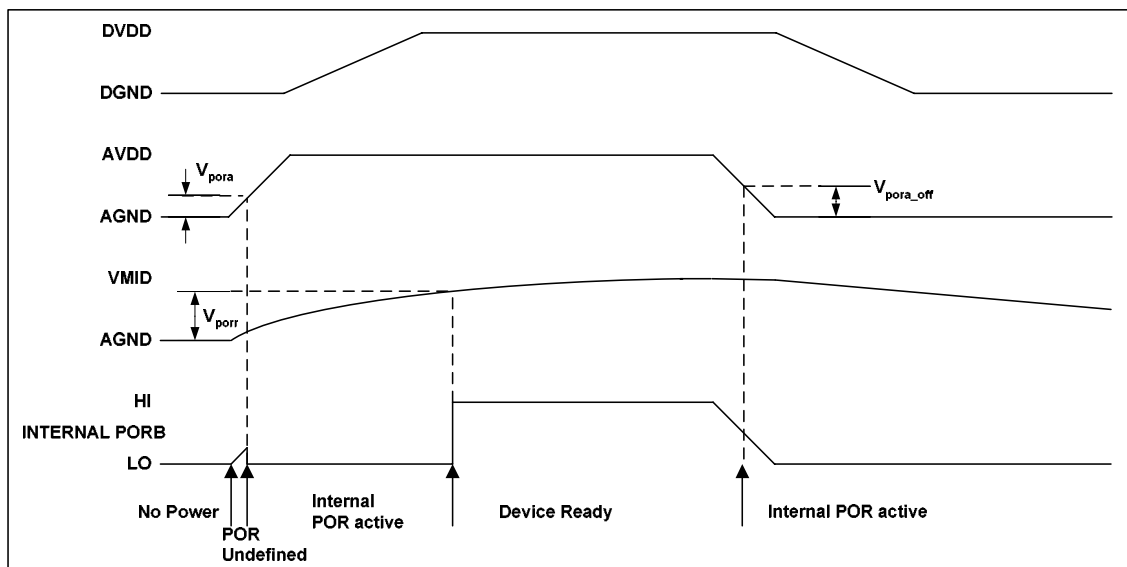 DVDD
DGND
AVDD
Vpora
AGND
Vpora_off
VMID
Vporr
AGND
HI
INTERNAL PORB
LO
No Power
POR
Undefined
Internal
POR active
Device Ready
Internal POR active